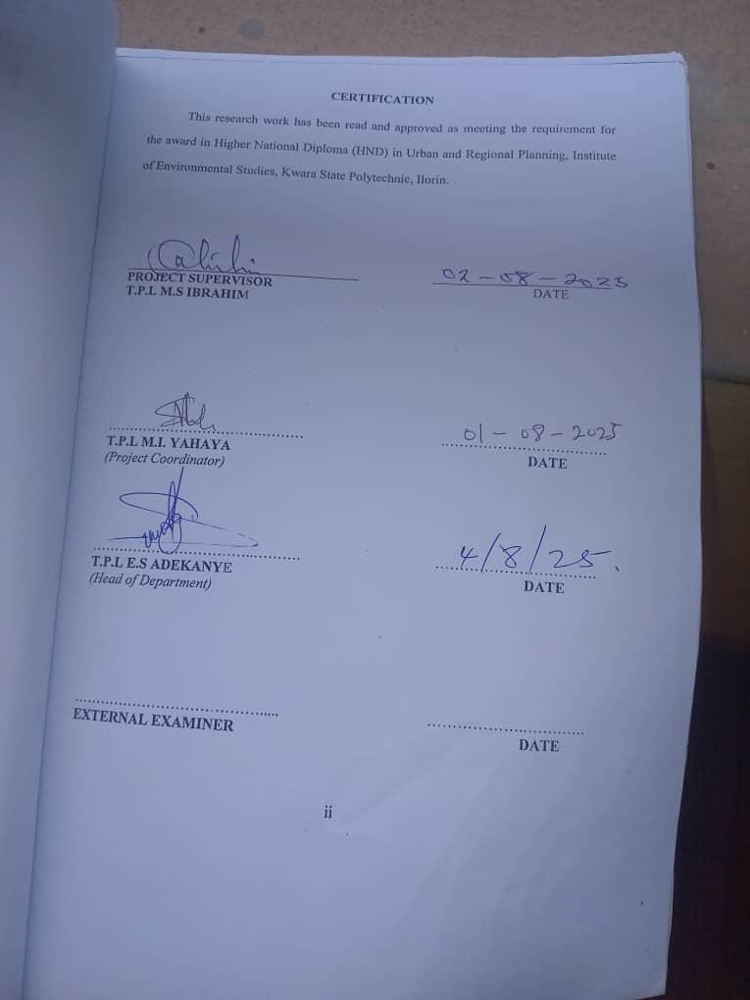 CERTIFICATION
This research work has been read and approved as meeting the requirement for
the award in Higher National Diploma (HND) in Urban and Regional Planning, Institute
of Environmental Studies, Kwara State Polytechnic, Ilorin.
PROJECT SUPERVISOR
T.P.L M.S IBRAHIM
02-08-2025
DATE
T.P.L M.I. YAHAYA
(Project Coordinator)
01-08-2025
DATE
T.P.L E.S ADEKANYE
(Head of Department)
4/8/25.
DATE
EXTERNAL EXAMINER
DATE
ii